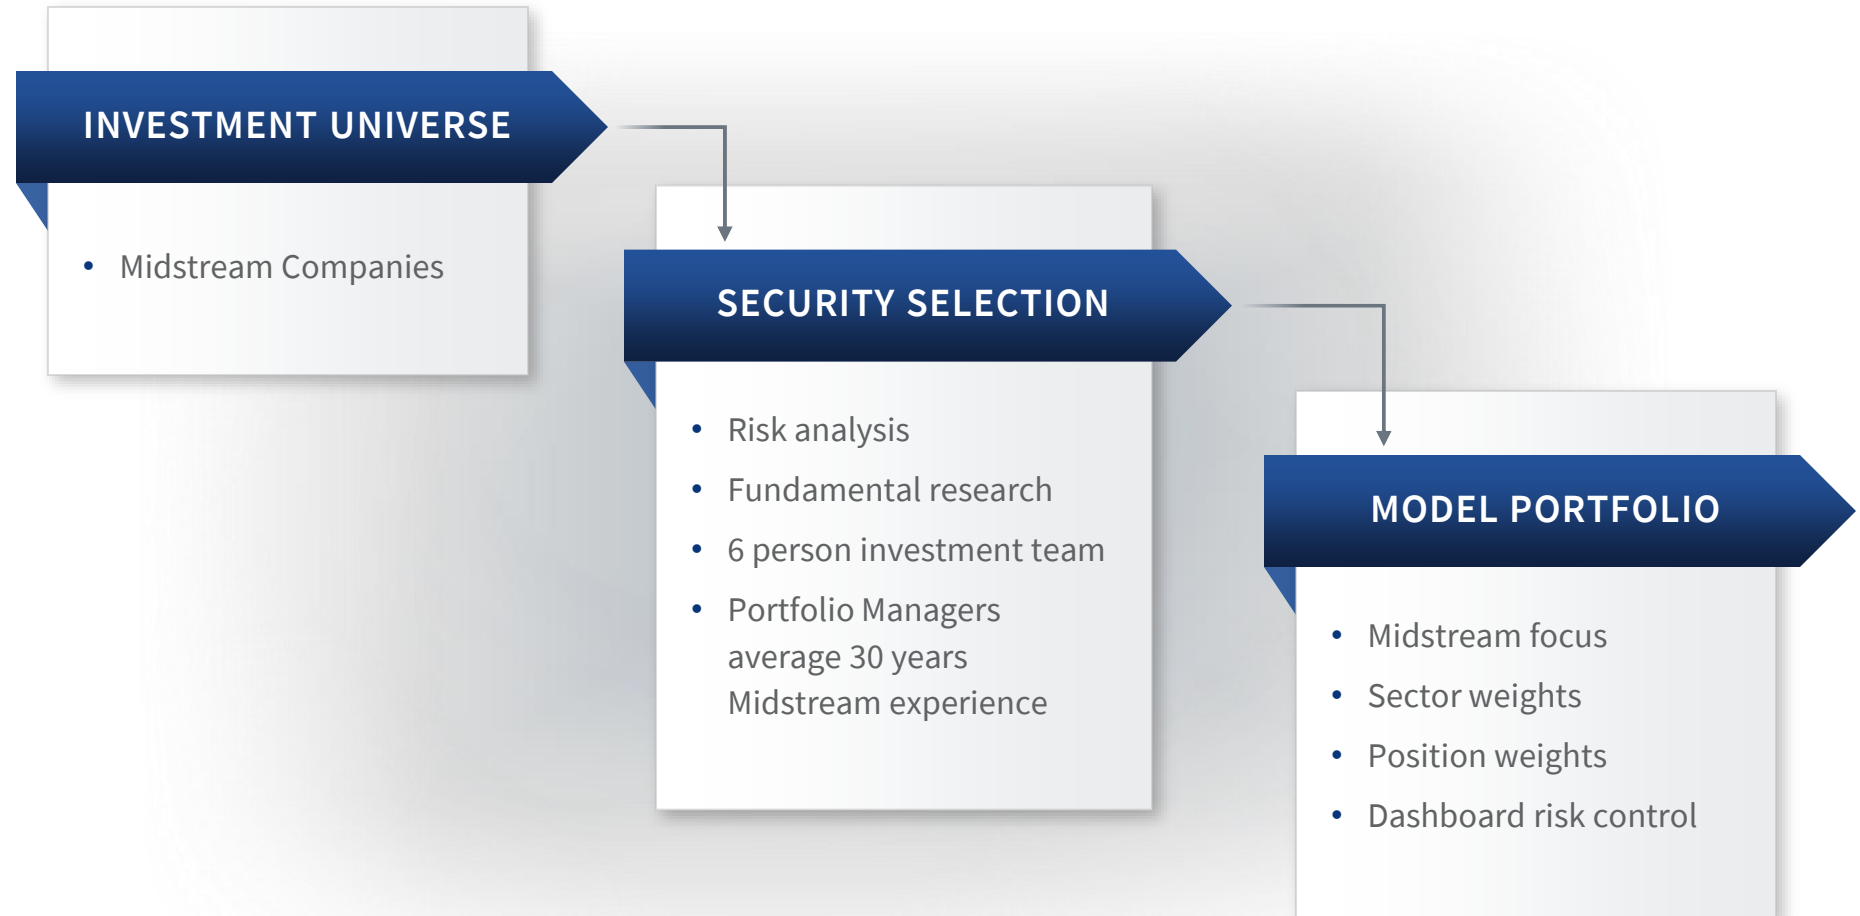 INVESTMENT UNIVERSE
• Midstream Companies
SECURITY SELECTION
• Risk analysis
• Fundamental research
• 6 person investment team
• Portfolio Managers
average 30 years
Midstream experience
MODEL PORTFOLIO
• Midstream focus
• Sector weights
• Position weights
• Dashboard risk control